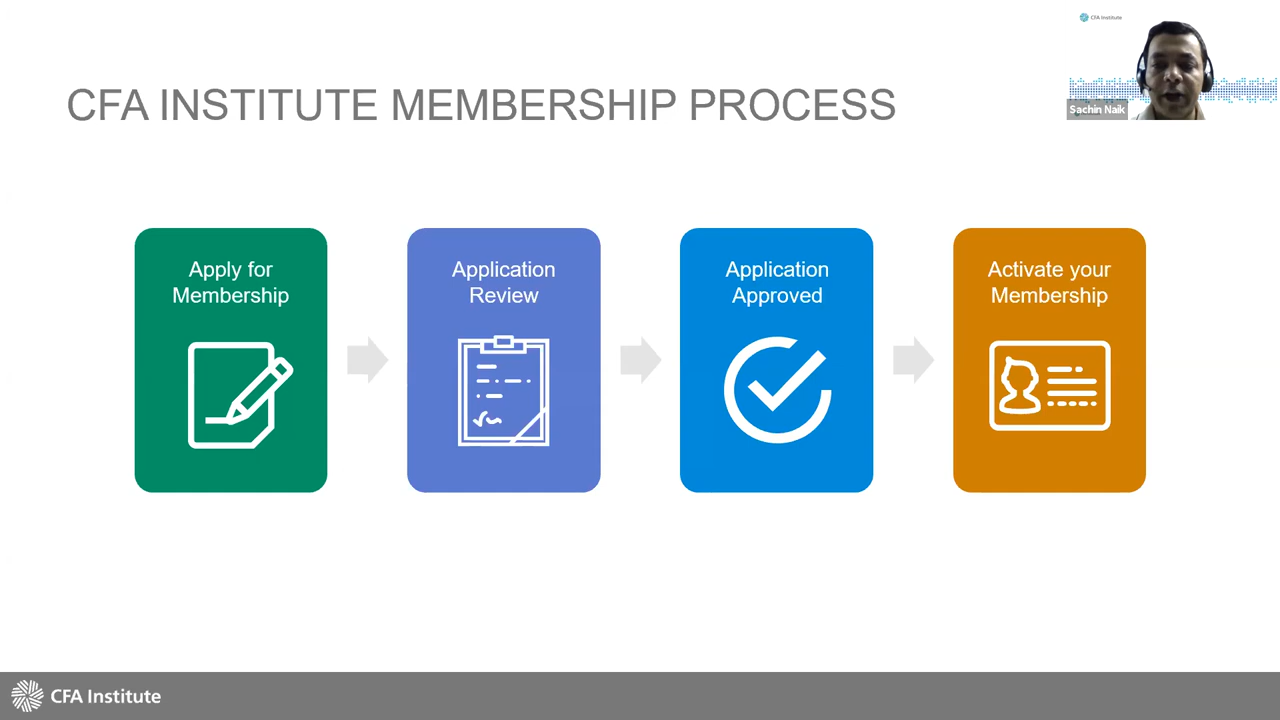 CFA Institute
CFA INSTITUTE MEMBERSHIP PROCESS
Sachin Naik
Apply for
Membership
Application
Review
Application
Approved
Activate your
Membership
CFA Institute